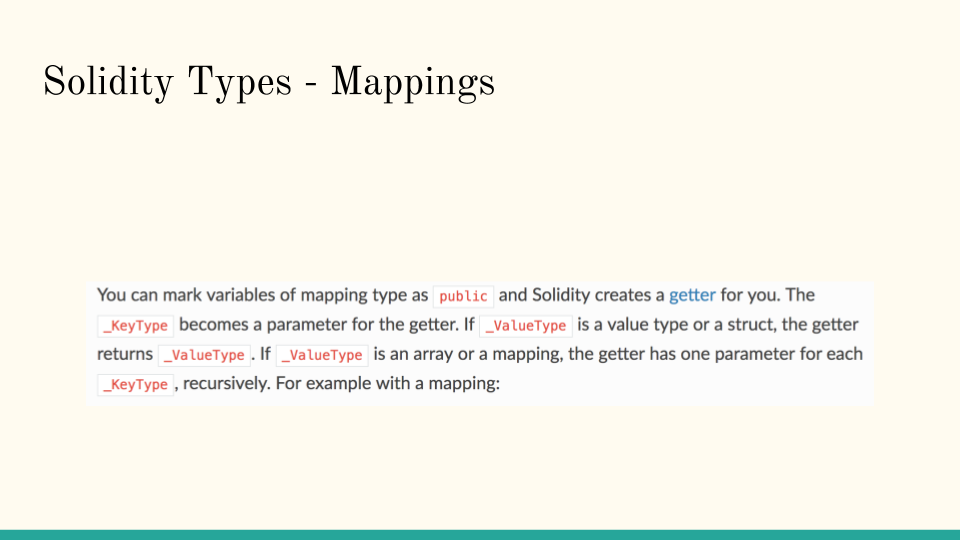 Solidity Types - Mappings
You can mark variables of mapping type as public and Solidity creates a getter for you. The
_KeyType becomes a parameter for the getter. If _ValueType is a value type or a struct, the getter
returns _ValueType. If _ValueType is an array or a mapping, the getter has one parameter for each
_KeyType, recursively. For example with a mapping: